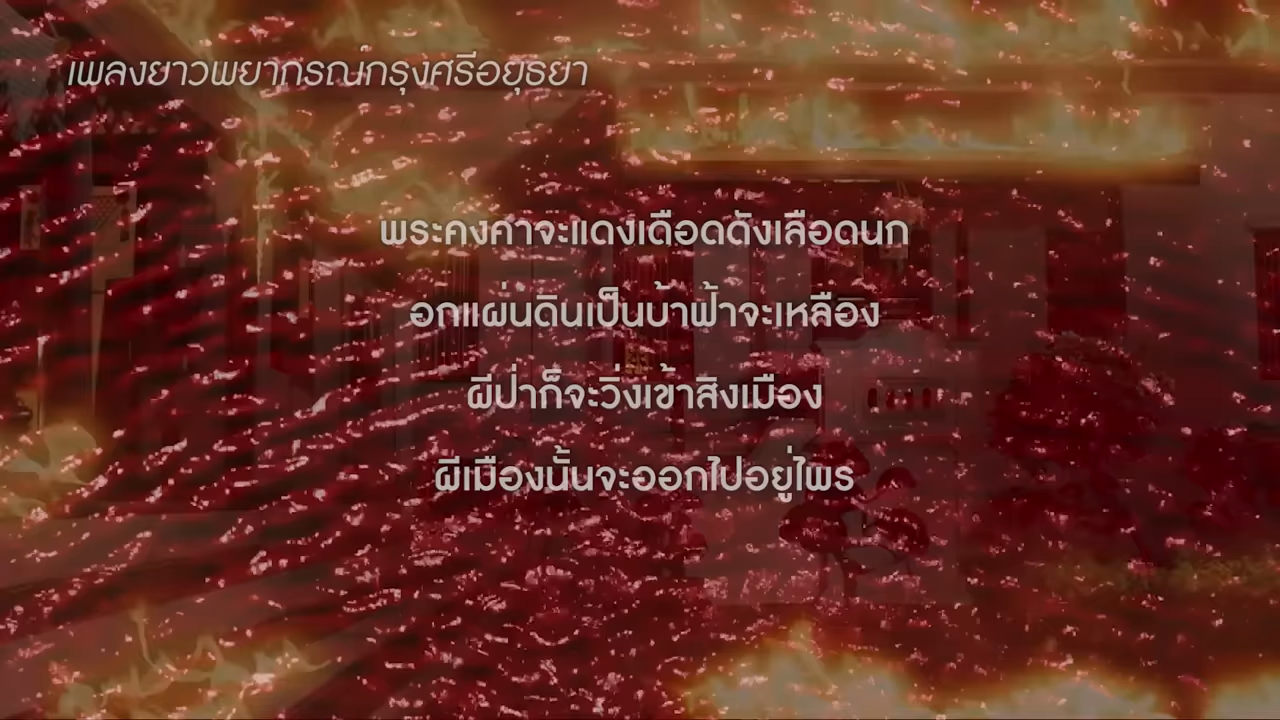 เพลงยาวพยากรณ์กรุงศรีอยุธยา
พระคงคาจะแดงเดือดดังเลือดนก
อกแผ่นดินเป็นบ้าฟ้าจะเหลือง
ผีป่าก็จะวิ่งเข้าสิงเมือง
ผีเมืองนั้นจะออกไปอยู่ไพร